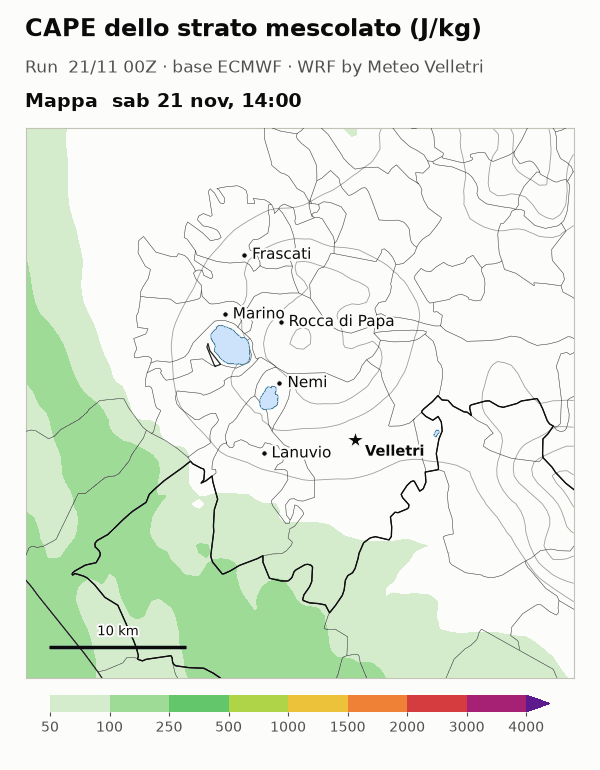 CAPE dello strato mescolato (J/kg)
Run  21/11 00Z · base ECMWF · WRF by Meteo Velletri
Mappa  sab 21 nov, 14:00
Frascati
Marino
Rocca di Papa
Nemi
Velletri
Lanuvio
10 km
50 100 250 500 1000 1500 2000 3000 4000